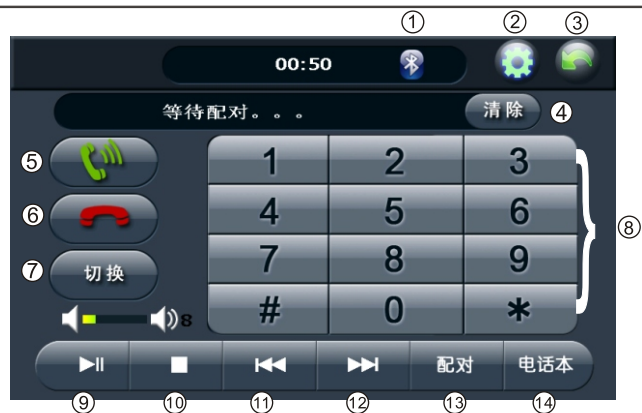 ① ② ③
00:50
等待配对。。。 清除 ④
⑤ 1 2 3
⑥ 4 5 6 ⑧
⑦ 切换 7 8 9
8 # 0 *
配对 电话本
⑨ ⑩ ⑪ ⑫ ⑬ ⑭